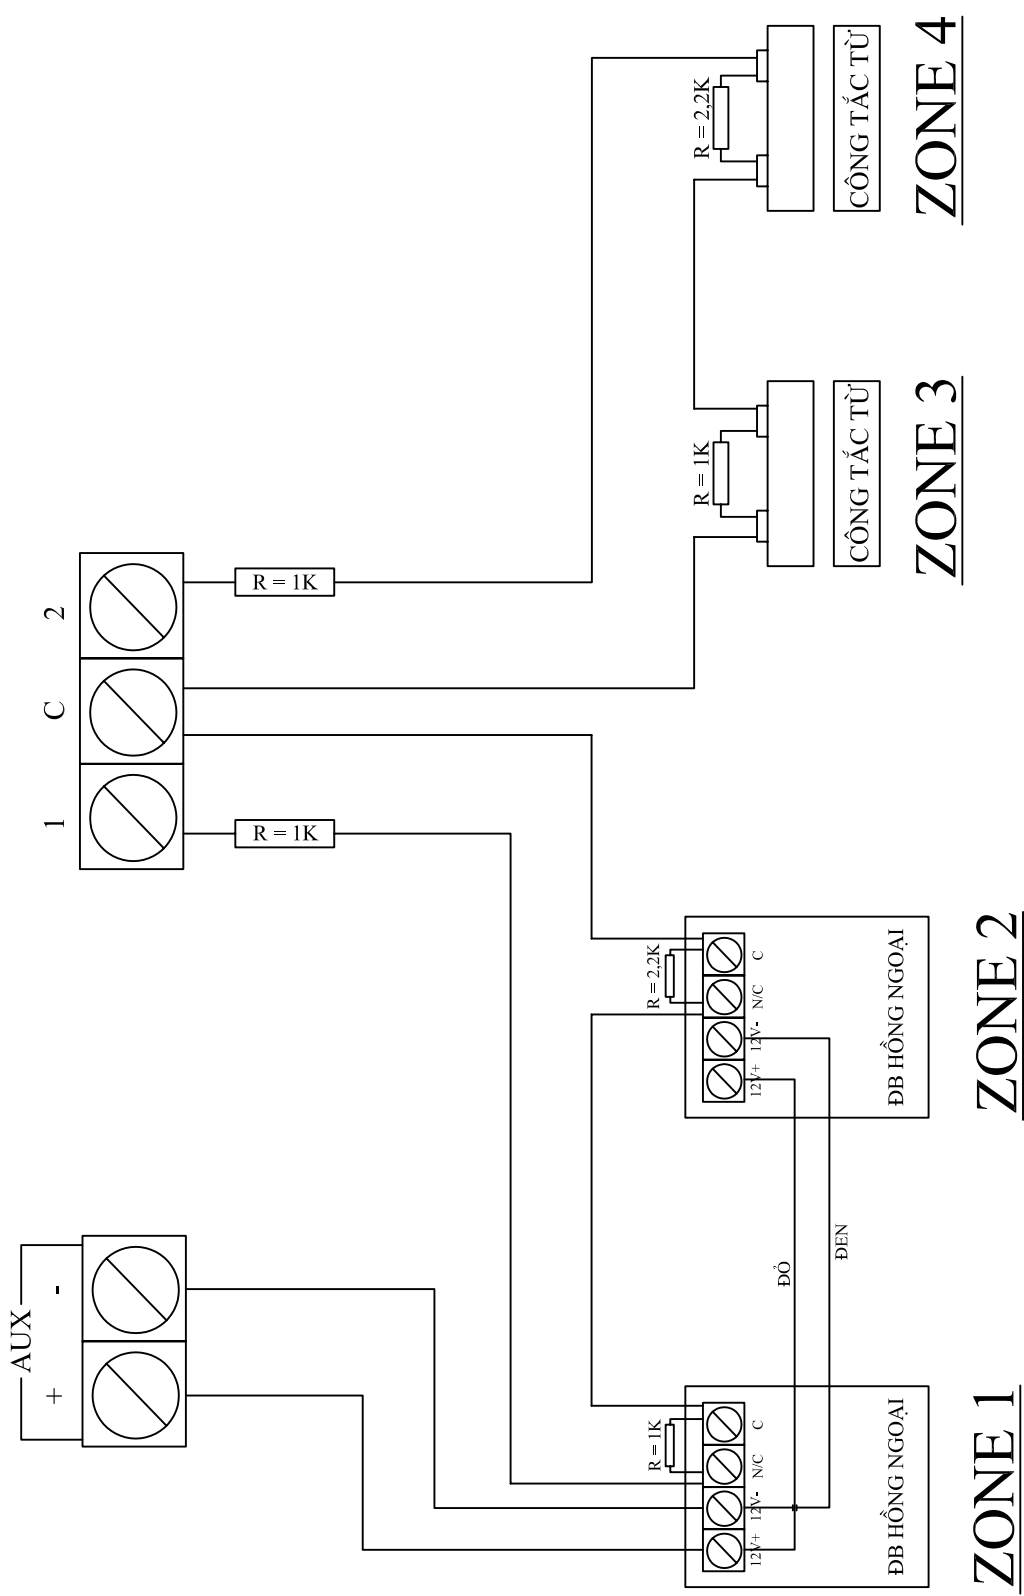 AUX
+
-
1
C
2
R = 1K
R = 1K
R = 1K
12V+
12V-
N/C
C
ĐB HỒNG NGOẠI
ZONE 1
ĐỎ
ĐEN
R = 2,2K
12V+
12V-
N/C
C
ĐB HỒNG NGOẠI
ZONE 2
R = 1K
CÔNG TẮC TỪ
ZONE 3
R = 2,2K
CÔNG TẮC TỪ
ZONE 4